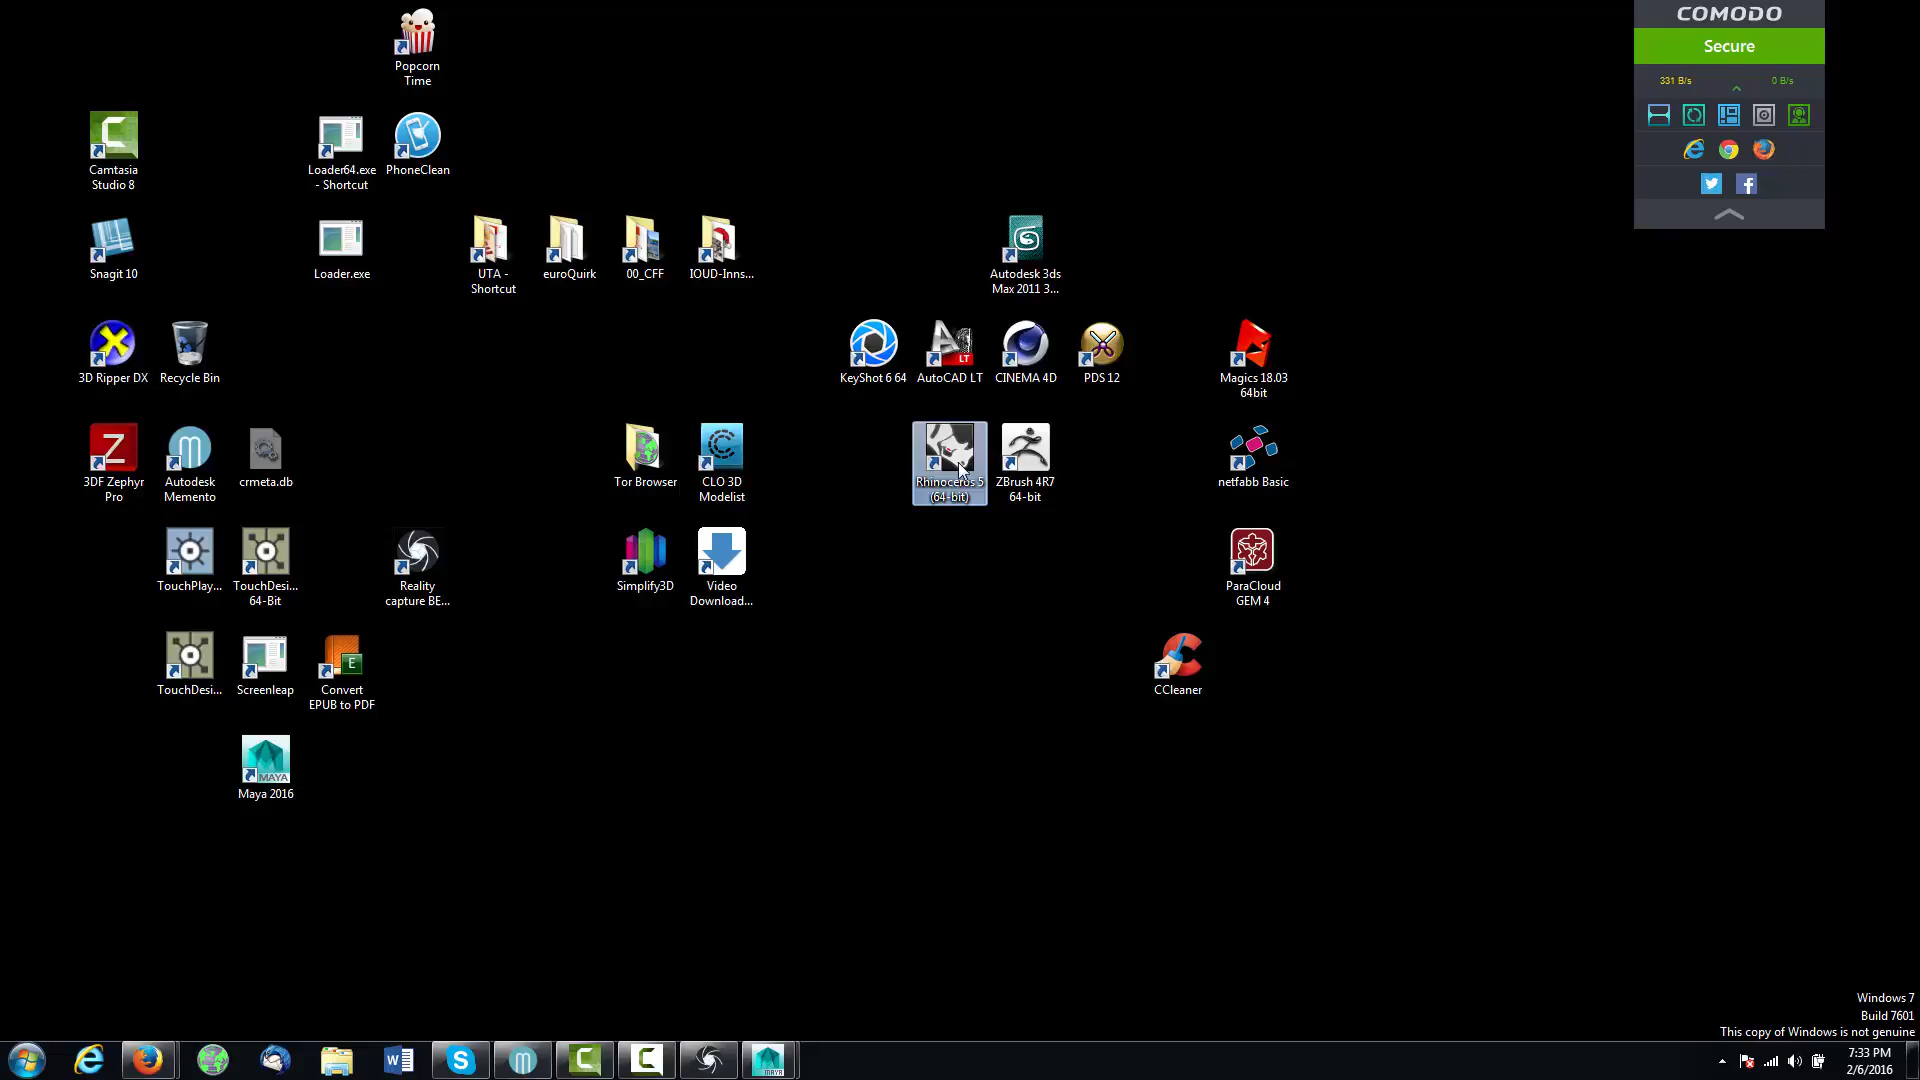 COMODO
Secure
331 B/s
0 B/s
Popcorn
Time
Camtasia
Studio 8
Loader64.exe
- Shortcut
PhoneClean
Snagit 10
Loader.exe
UTA -
Shortcut
euroQuirk
00_CFF
IOUD-Inns...
Autodesk 3ds
Max 2011 3...
3D Ripper DX
Recycle Bin
KeyShot 6 64
LT
AutoCAD LT
CINEMA 4D
PDS 12
Magics 18.03
64bit
3DF Zephyr
Pro
Autodesk
Memento
crmeta.db
Tor Browser
CLO 3D
Modelist
Rhinoceros 5
(64-bit)
ZBrush 4R7
64-bit
netfabb Basic
TouchPlay...
TouchDesi...
64-Bit
Reality
capture BE...
Simplify3D
Video
Download...
ParaCloud
GEM 4
TouchDesi...
Screenleap
E
Convert
EPUB to PDF
CCleaner
MAYA
Maya 2016
Windows 7
Build 7601
This copy of Windows is not genuine
MAYA
7:33 PM
2/6/2016